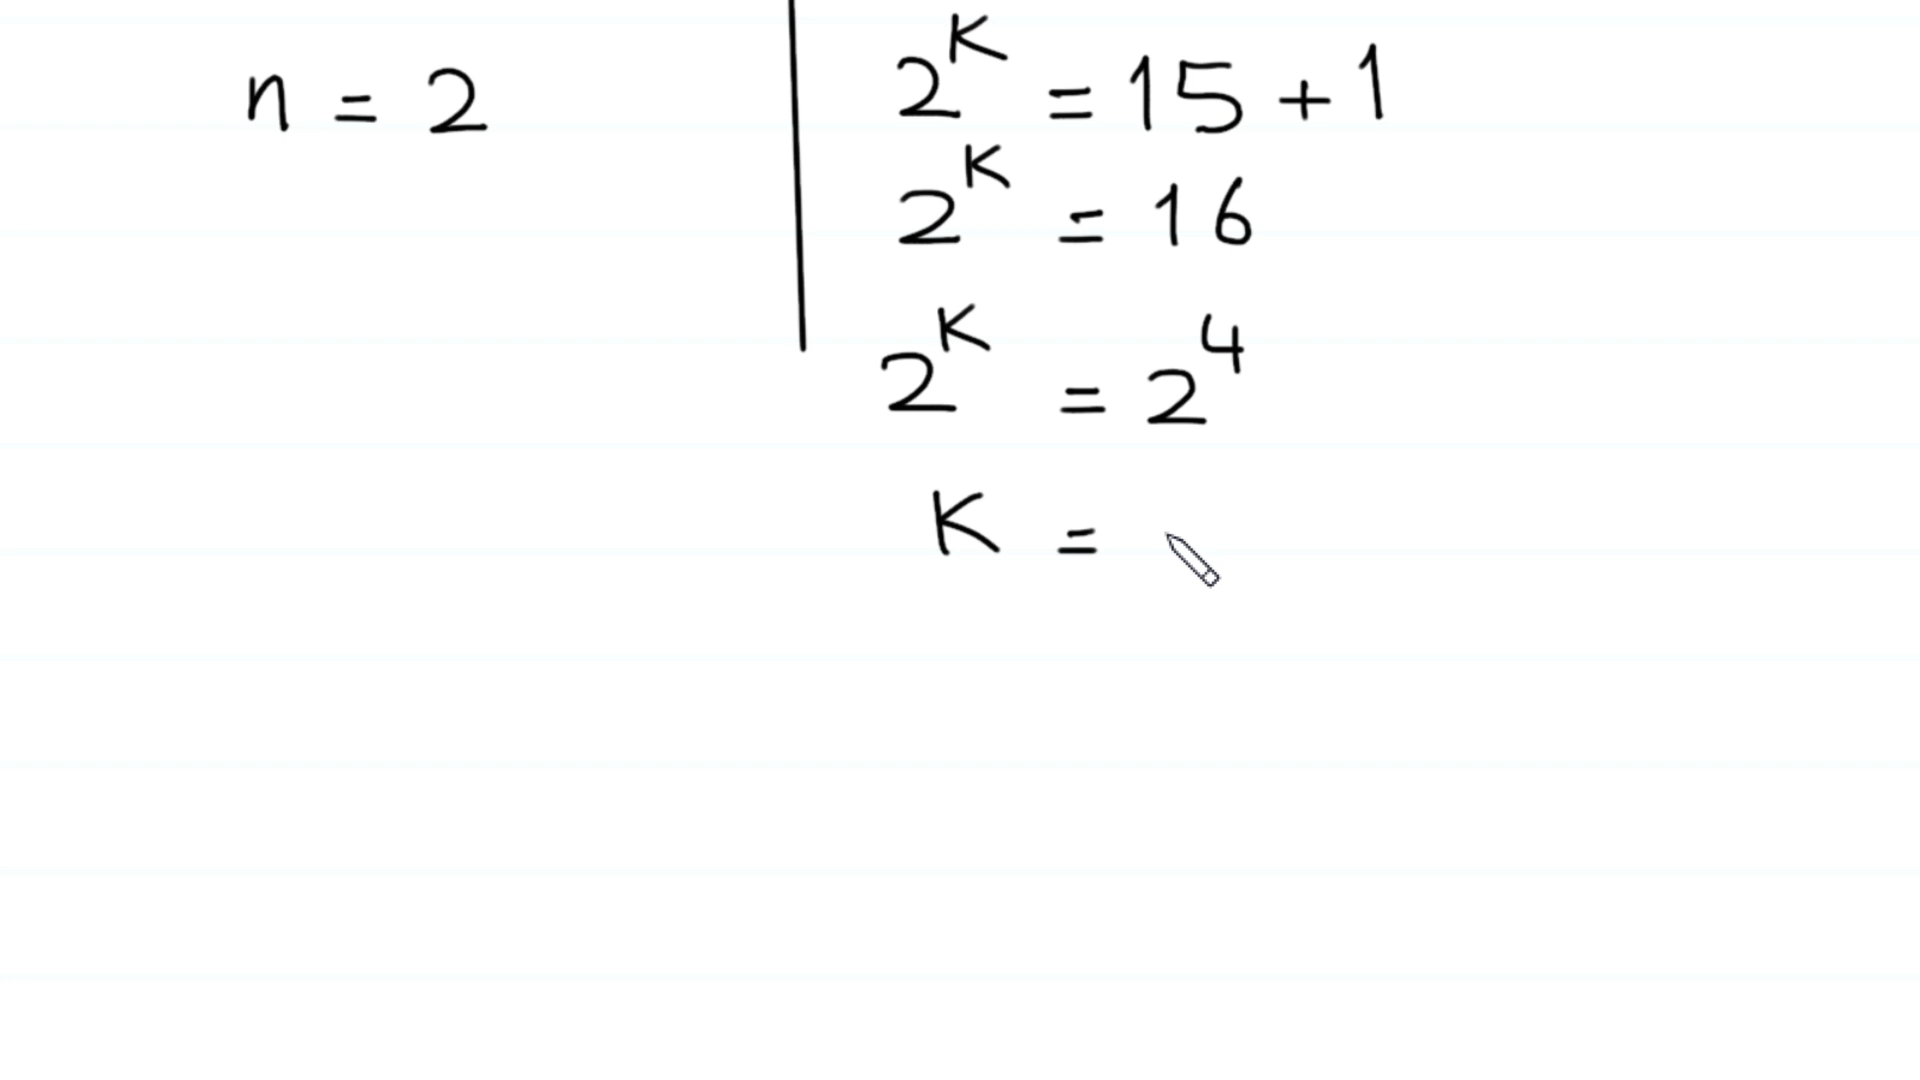 n = 2
2^K = 15 + 1
2^K = 16
2^K = 2^4
K =